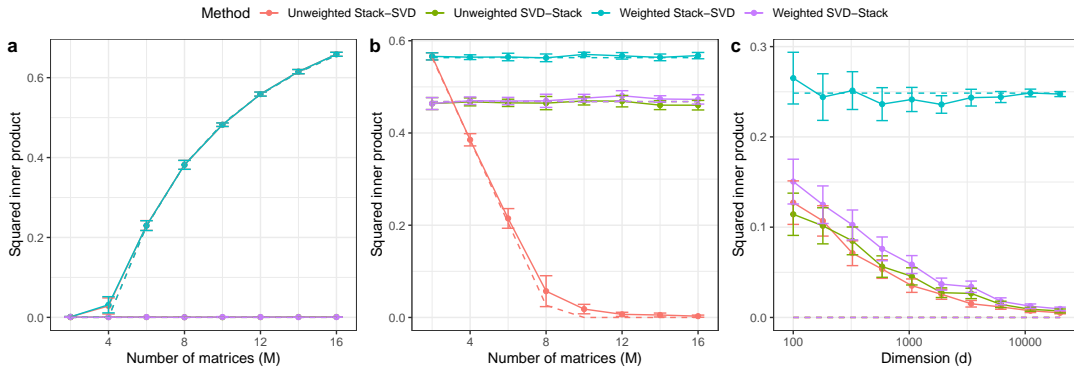 Method Unweighted Stack−SVD Unweighted SVD−Stack Weighted Stack−SVD Weighted SVD−Stack
a
Squared inner product
0.6
0.4
0.2
0.0
4 8 12 16
Number of matrices (M)
b
Squared inner product
0.6
0.4
0.2
0.0
4 8 12 16
Number of matrices (M)
c
Squared inner product
0.3
0.2
0.1
0.0
100 1000 10000
Dimension (d)